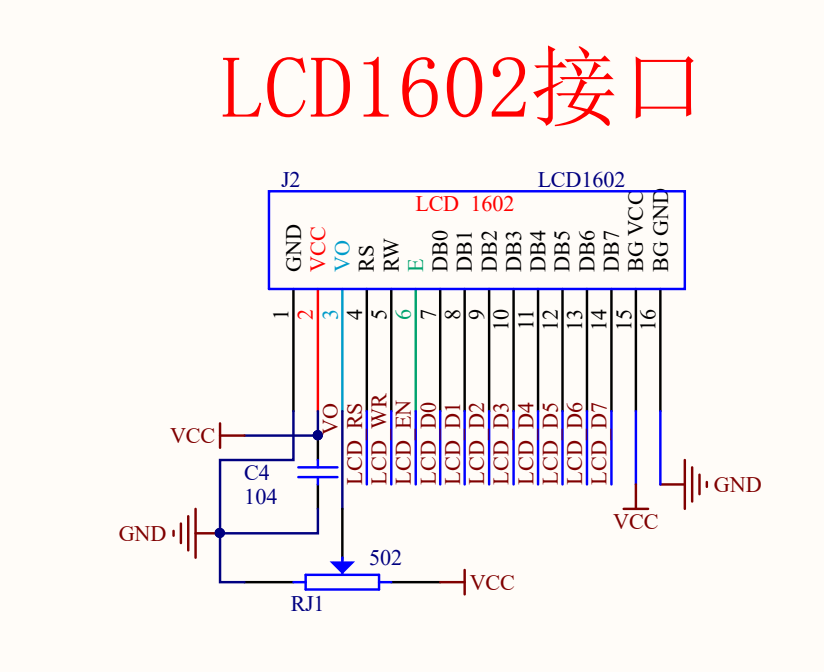 LCD1602接口
J2
LCD1602
LCD 1602
GND VCC VO RS RW E DB0 DB1 DB2 DB3 DB4 DB5 DB6 DB7 BG VCC BG GND
1 2 3 4 5 6 7 8 9 10 11 12 13 14 15 16
VO LCD RS LCD WR LCD EN LCD D0 LCD D1 LCD D2 LCD D3 LCD D4 LCD D5 LCD D6 LCD D7
VCC
C4
104
GND
VCC
GND
502
VCC
RJ1